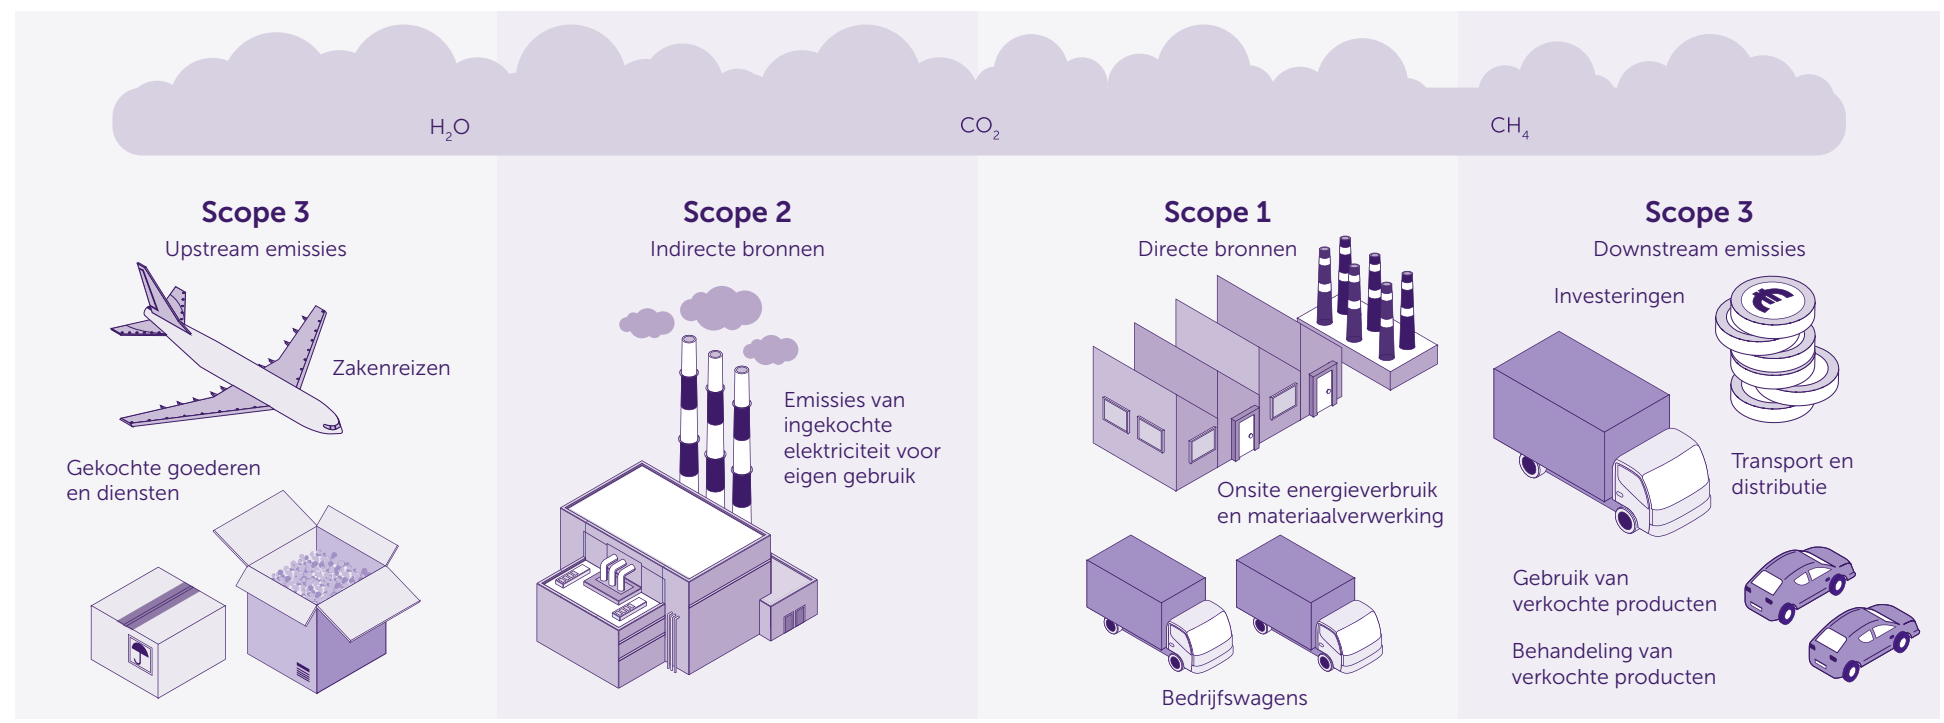 H₂O
CO₂
CH₄
Scope 3
Upstream emissies
Zakenreizen
Gekochte goederen
en diensten
Scope 2
Indirecte bronnen
Emissies van
ingekochte
elektriciteit voor
eigen gebruik
Scope 1
Directe bronnen
Onsite energieverbruik
en materiaalverwerking
Bedrijfswagens
Scope 3
Downstream emissies
Investeringen
€
Transport en
distributie
Gebruik van
verkochte producten
Behandeling van
verkochte producten